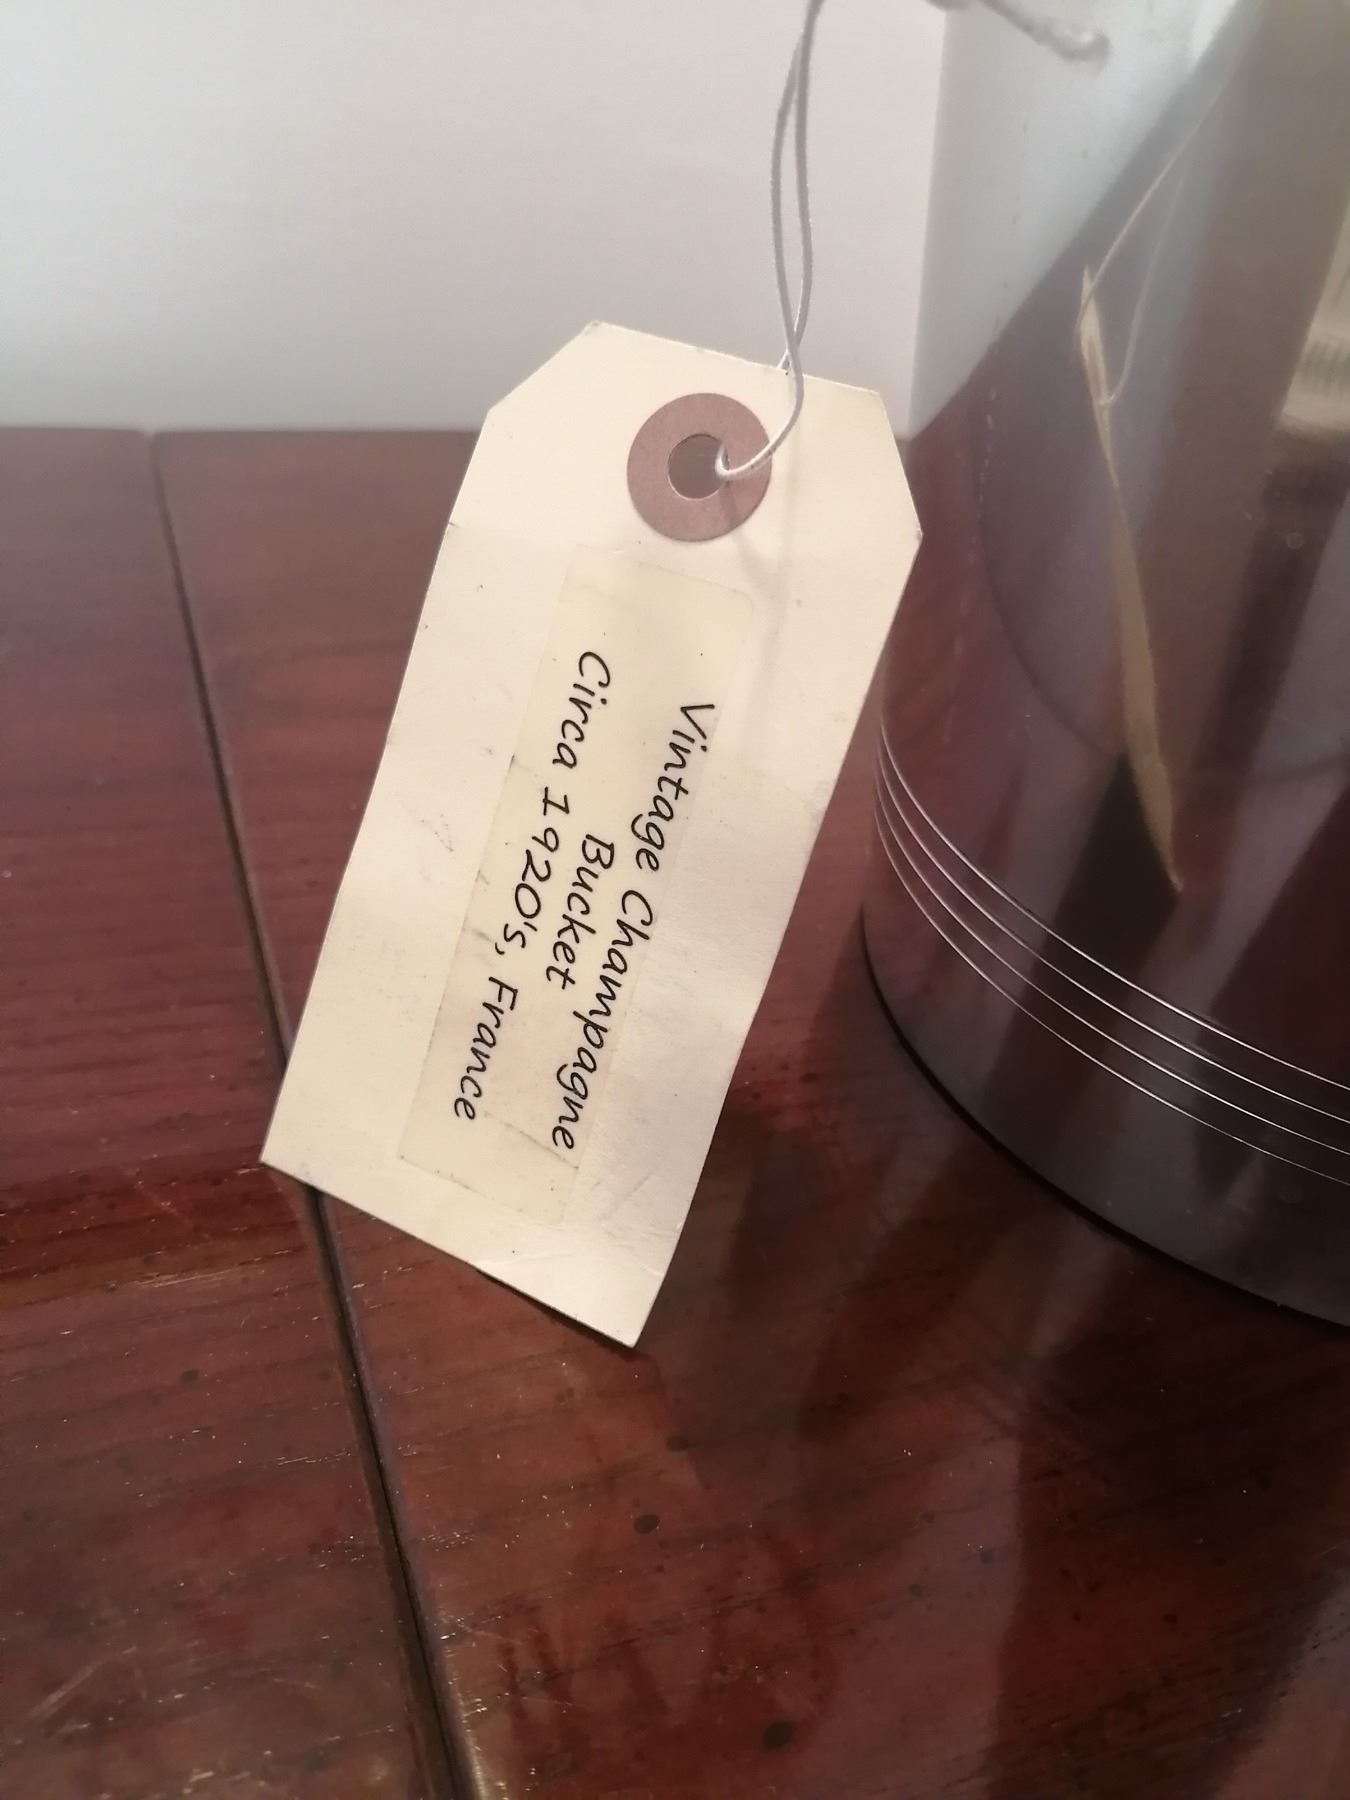 Vintage Champagne
Bucket
Circa 1920's, France